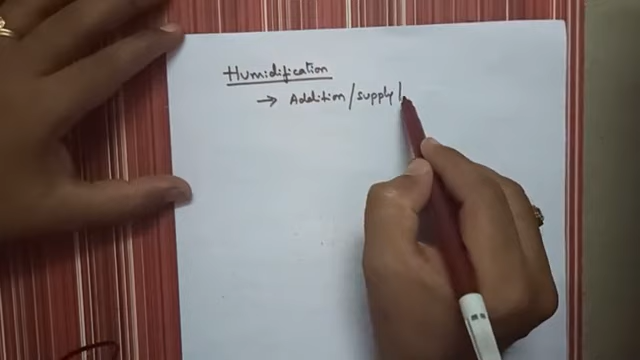 Humidification
→ Addition / supply /